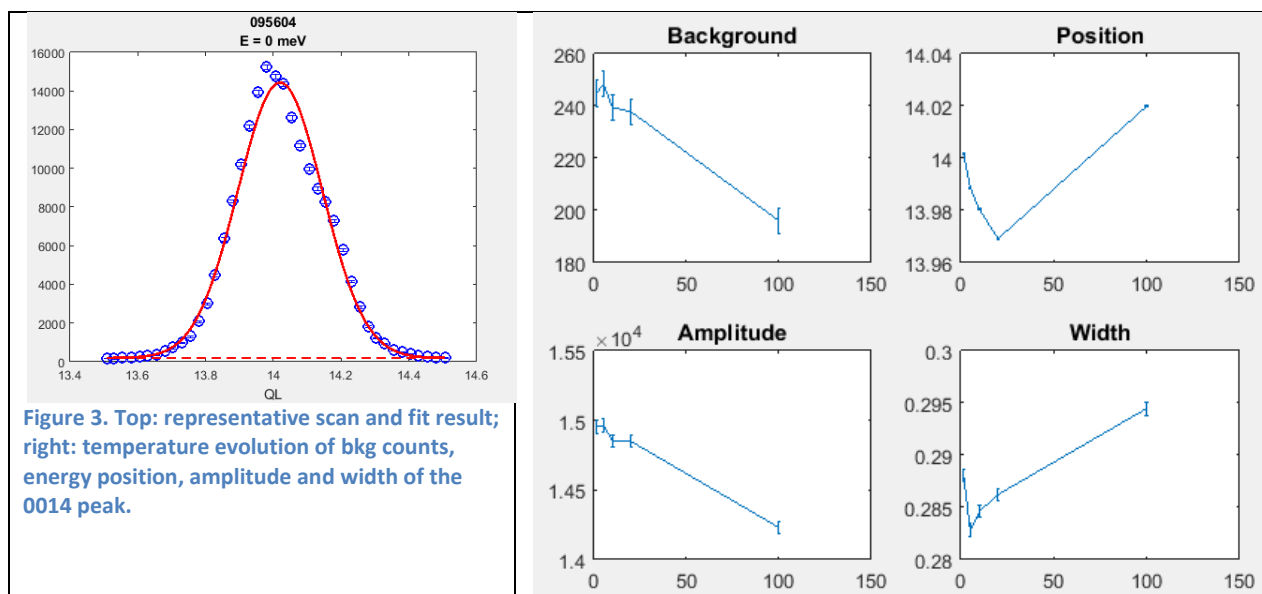 095604
E = 0 meV
16000
14000
12000
10000
8000
6000
4000
2000
0
13.4 13.6 13.8 14 14.2 14.4 14.6
QL
Figure 3. Top: representative scan and fit result;
right: temperature evolution of bkg counts,
energy position, amplitude and width of the
0014 peak.
Background
260
240
220
200
180
0 50 100 150
Position
14.04
14.02
14
13.98
13.96
0 50 100 150
Amplitude
×10⁴
1.55
1.5
1.45
1.4
0 50 100 150
Width
0.3
0.295
0.29
0.285
0.28
0 50 100 150